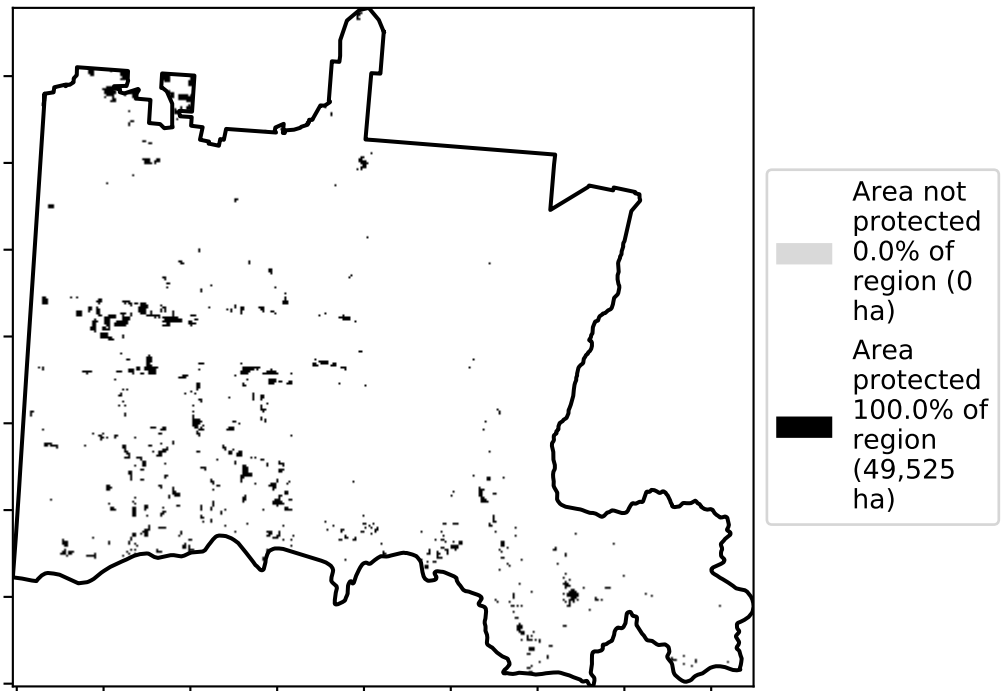 Area not
protected
0.0% of
region (0
ha)
Area
protected
100.0% of
region
(49,525
ha)